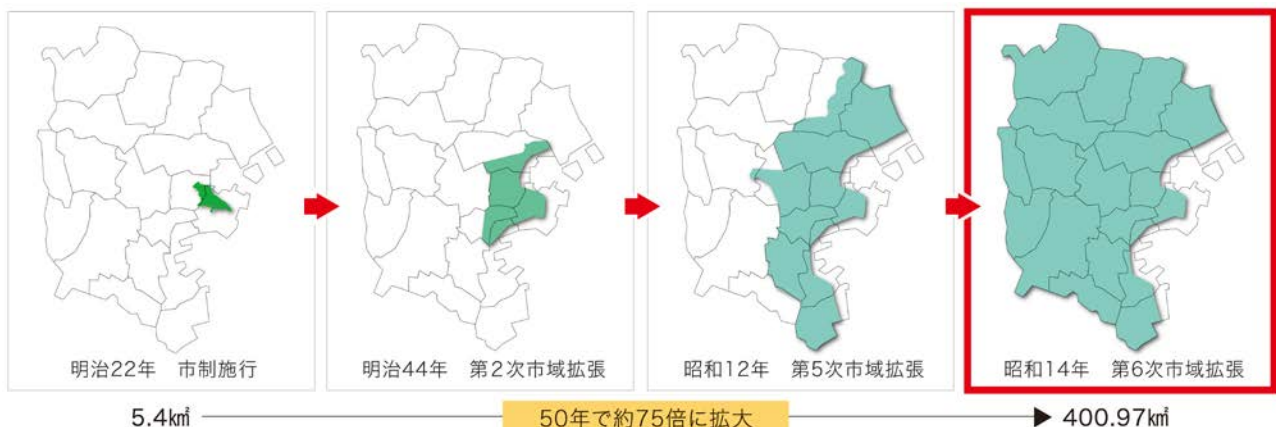 明治22年　市制施行
明治44年　第2次市域拡張
昭和12年　第5次市域拡張
昭和14年　第6次市域拡張
5.4㎢
50年で約75倍に拡大
400.97㎢